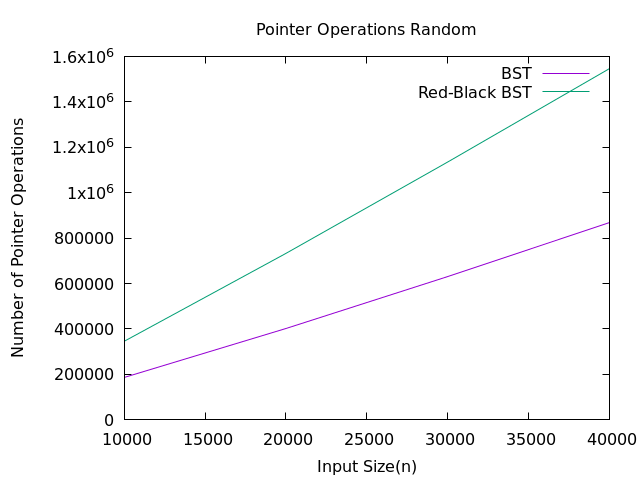 Pointer Operations Random
BST
Red-Black BST
Number of Pointer Operations
1.6x10^6
1.4x10^6
1.2x10^6
1x10^6
800000
600000
400000
200000
0
10000 15000 20000 25000 30000 35000 40000
Input Size(n)